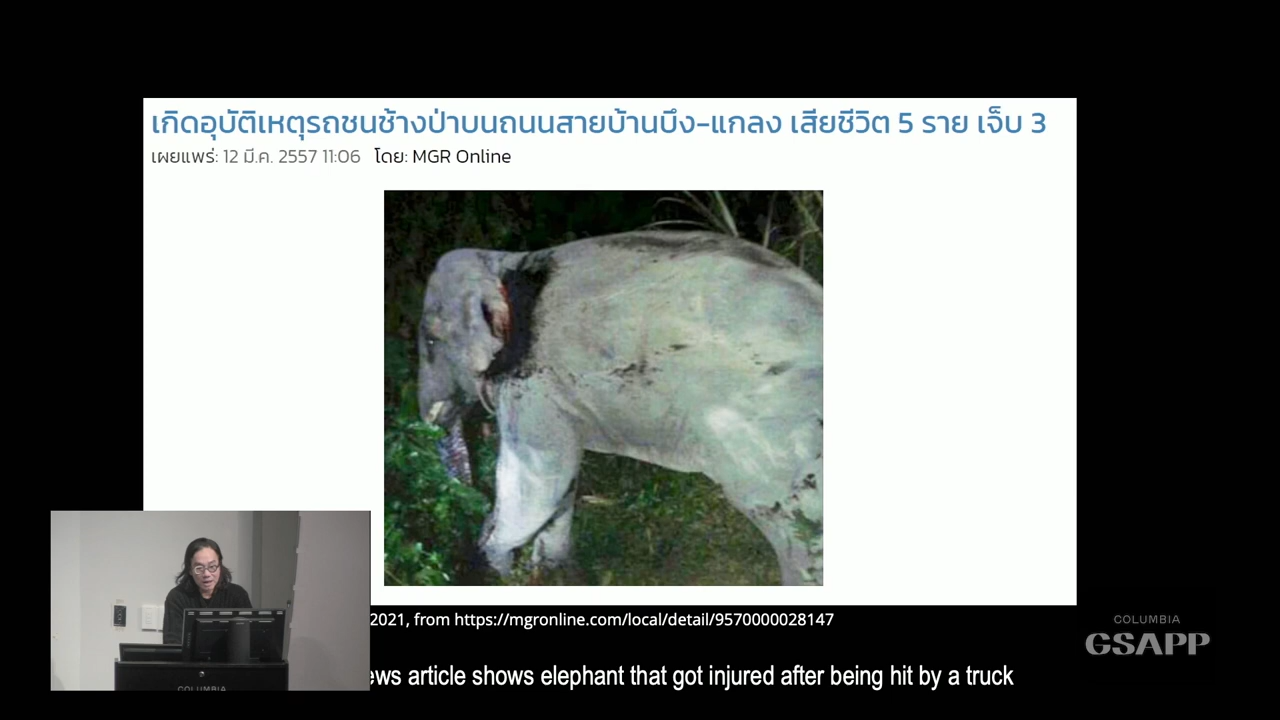 เกิดอุบัติเหตุรถชนช้างป่าบนถนนสายบ้านบึง-แกลง เสียชีวิต 5 ราย เจ็บ 3
เผยแพร่: 12 มี.ค. 2557 11:06 โดย: MGR Online
2021, from https://mgronline.com/local/detail/9570000028147
COLUMBIA
GSAPP
article shows elephant that got injured after being hit by a truck
COLUMBIA